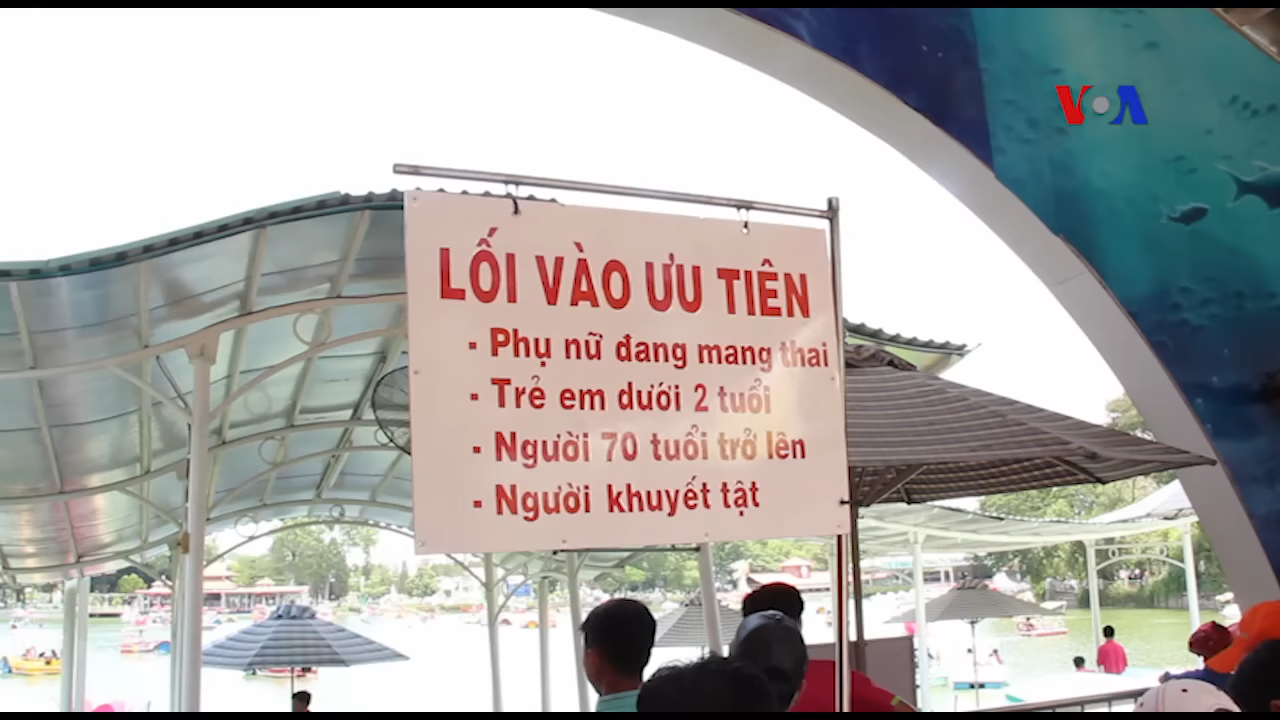 VOA
LỐI VÀO ƯU TIÊN
- Phụ nữ đang mang thai
- Trẻ em dưới 2 tuổi
- Người 70 tuổi trở lên
- Người khuyết tật